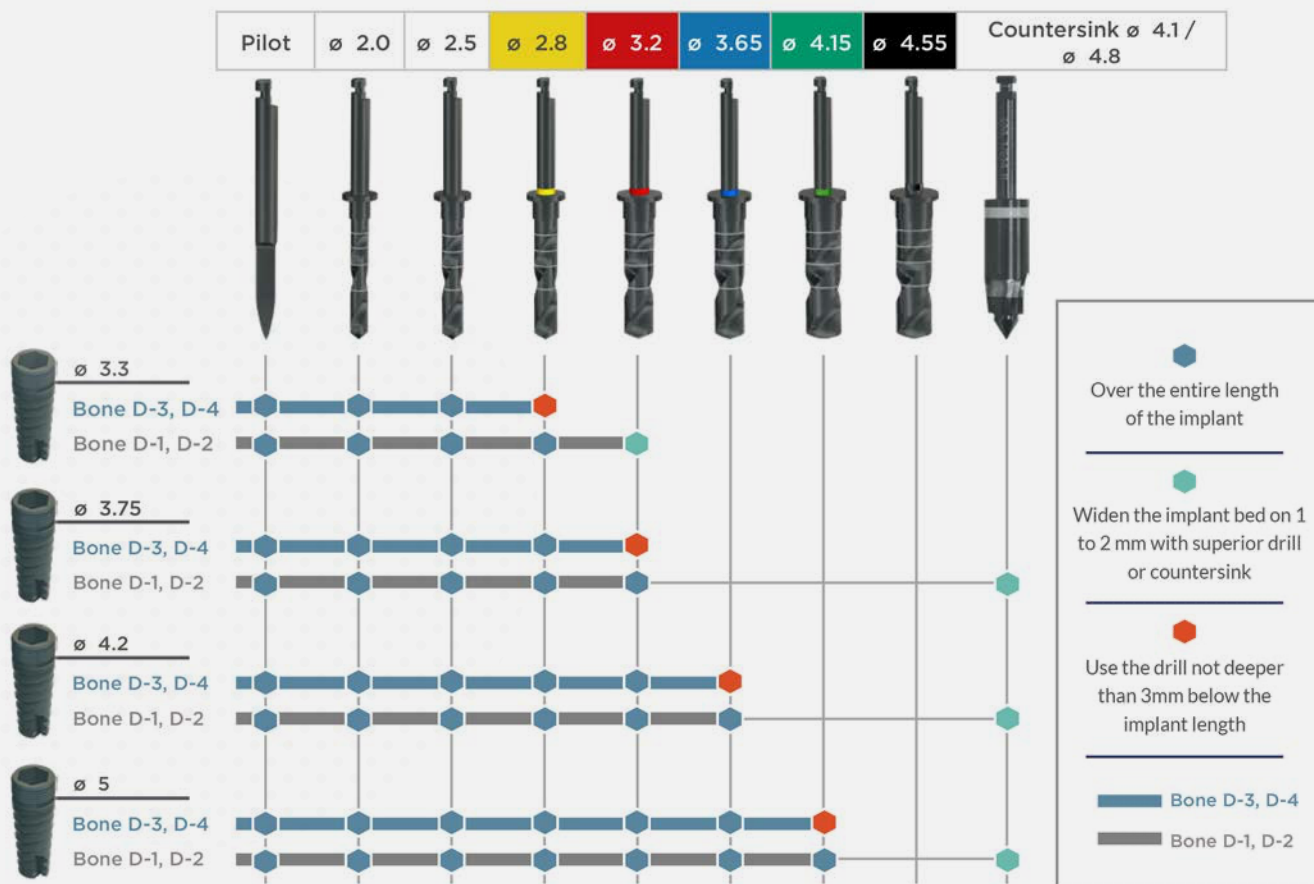 Pilot
ø 2.0
ø 2.5
ø 2.8
ø 3.2
ø 3.65
ø 4.15
ø 4.55
Countersink ø 4.1 /
ø 4.8
ø 3.3
Bone D-3, D-4
Bone D-1, D-2
ø 3.75
Bone D-3, D-4
Bone D-1, D-2
ø 4.2
Bone D-3, D-4
Bone D-1, D-2
ø 5
Bone D-3, D-4
Bone D-1, D-2
Over the entire length
of the implant
Widen the implant bed on 1
to 2 mm with superior drill
or countersink
Use the drill not deeper
than 3mm below the
implant length
Bone D-3, D-4
Bone D-1, D-2